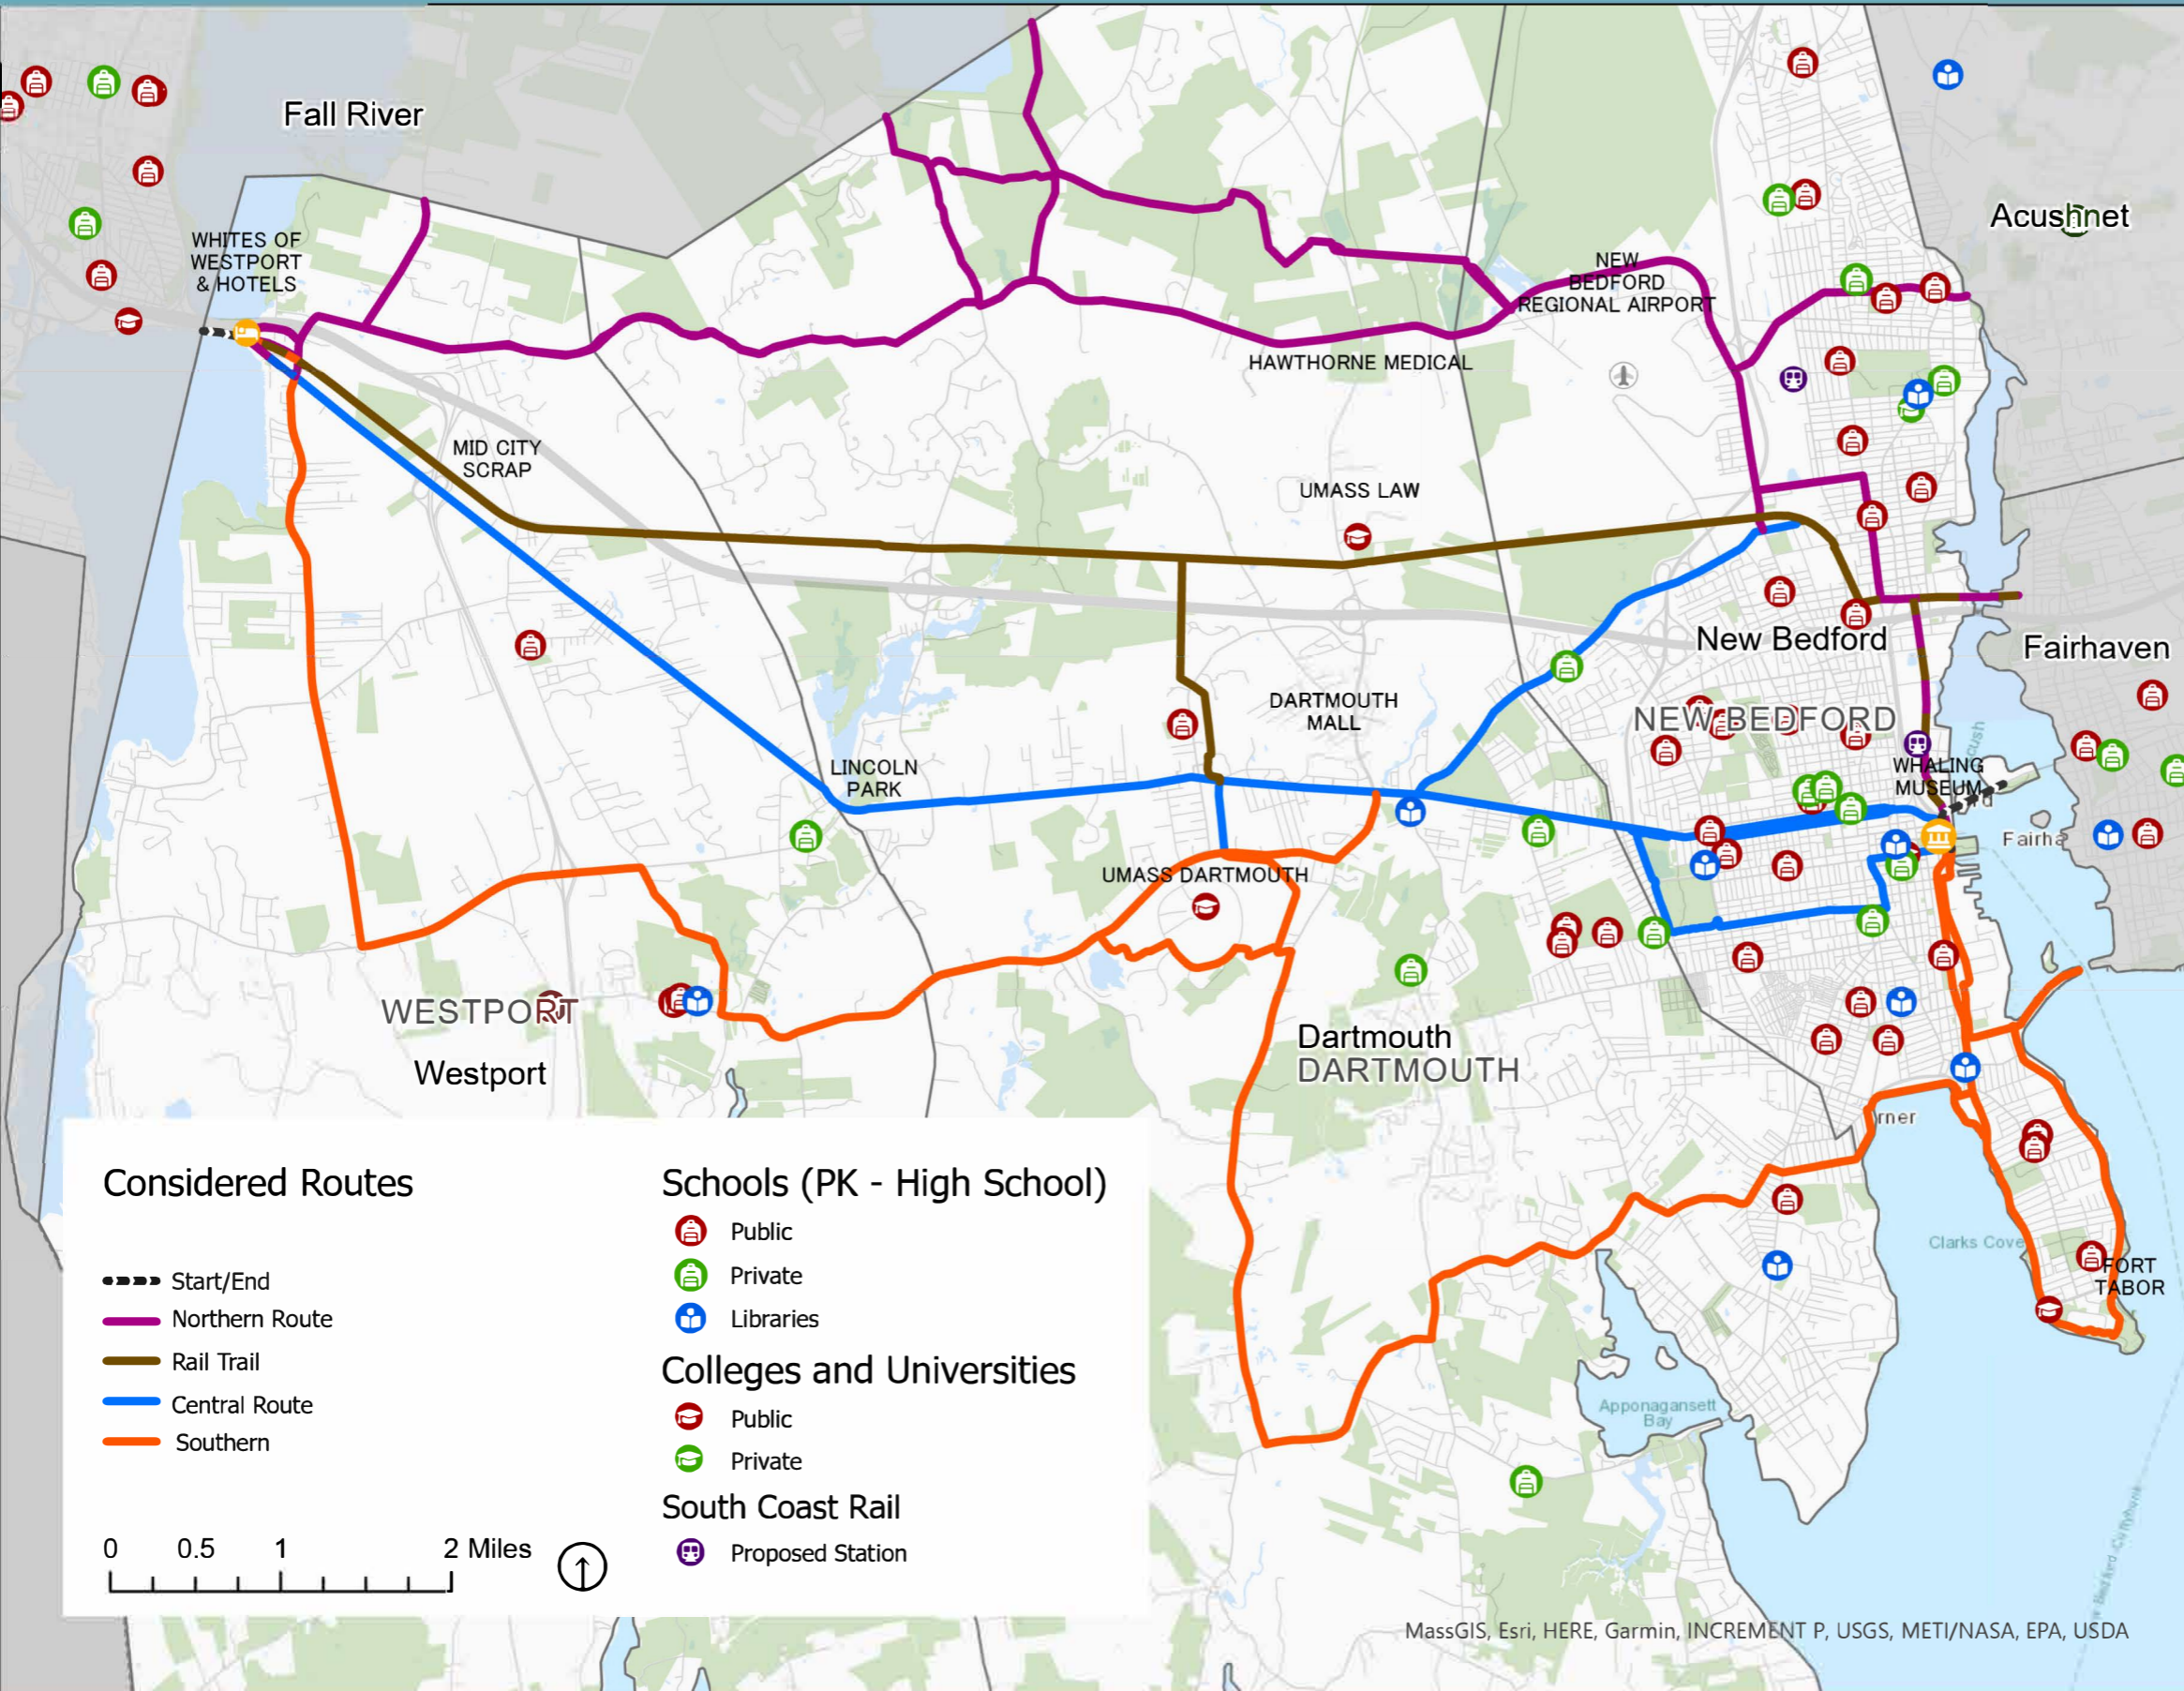 Fall River
WHITES OF
WESTPORT
& HOTELS
Acushnet
NEW
BEDFORD
REGIONAL AIRPORT
HAWTHORNE MEDICAL
MID CITY
SCRAP
UMASS LAW
New Bedford
Fairhaven
DARTMOUTH
MALL
NEW BEDFORD
LINCOLN
PARK
WHALING
MUSEUM
UMASS DARTMOUTH
WESTPORT
Westport
Dartmouth
DARTMOUTH
Clarks Cove
FORT
TABOR
Apponagansett
Bay
Considered Routes
Start/End
Northern Route
Rail Trail
Central Route
Southern
0 0.5 1 2 Miles
Schools (PK - High School)
Public
Private
Libraries
Colleges and Universities
Public
Private
South Coast Rail
Proposed Station
MassGIS, Esri, HERE, Garmin, INCREMENT P, USGS, METI/NASA, EPA, USDA